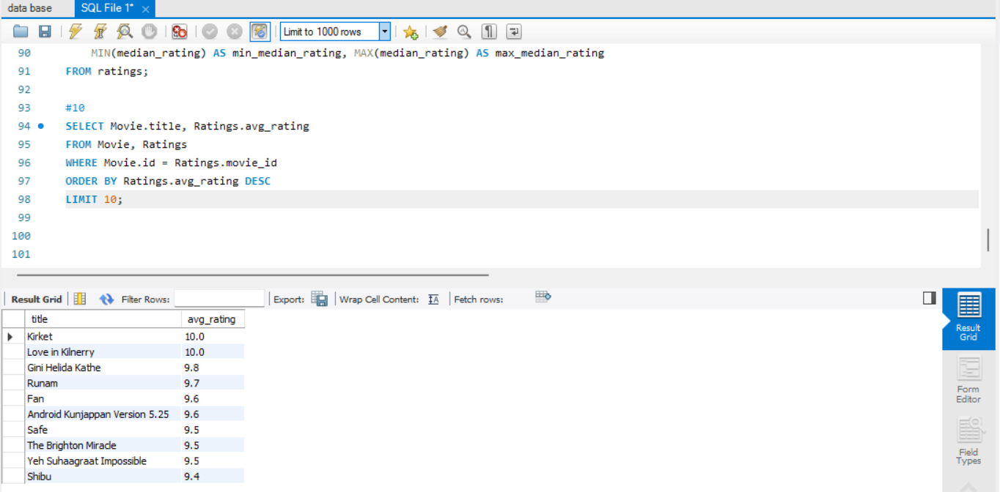 data base SQL File 1* ×
Limit to 1000 rows
90 MIN(median_rating) AS min_median_rating, MAX(median_rating) AS max_median_rating
91 FROM ratings;
92
93 #10
94 SELECT Movie.title, Ratings.avg_rating
95 FROM Movie, Ratings
96 WHERE Movie.id = Ratings.movie_id
97 ORDER BY Ratings.avg_rating DESC
98 LIMIT 10;
99
100
101
Result Grid Filter Rows: Export: Wrap Cell Content: IA Fetch rows:
title avg_rating
Kirket 10.0
Love in Kilnerry 10.0
Gini Helida Kathe 9.8
Runam 9.7
Fan 9.6
Android Kunjappan Version 5.25 9.6
Safe 9.5
The Brighton Miracle 9.5
Yeh Suhaagraat Impossible 9.5
Shibu 9.4
Result
Grid
Form
Editor
Field
Types